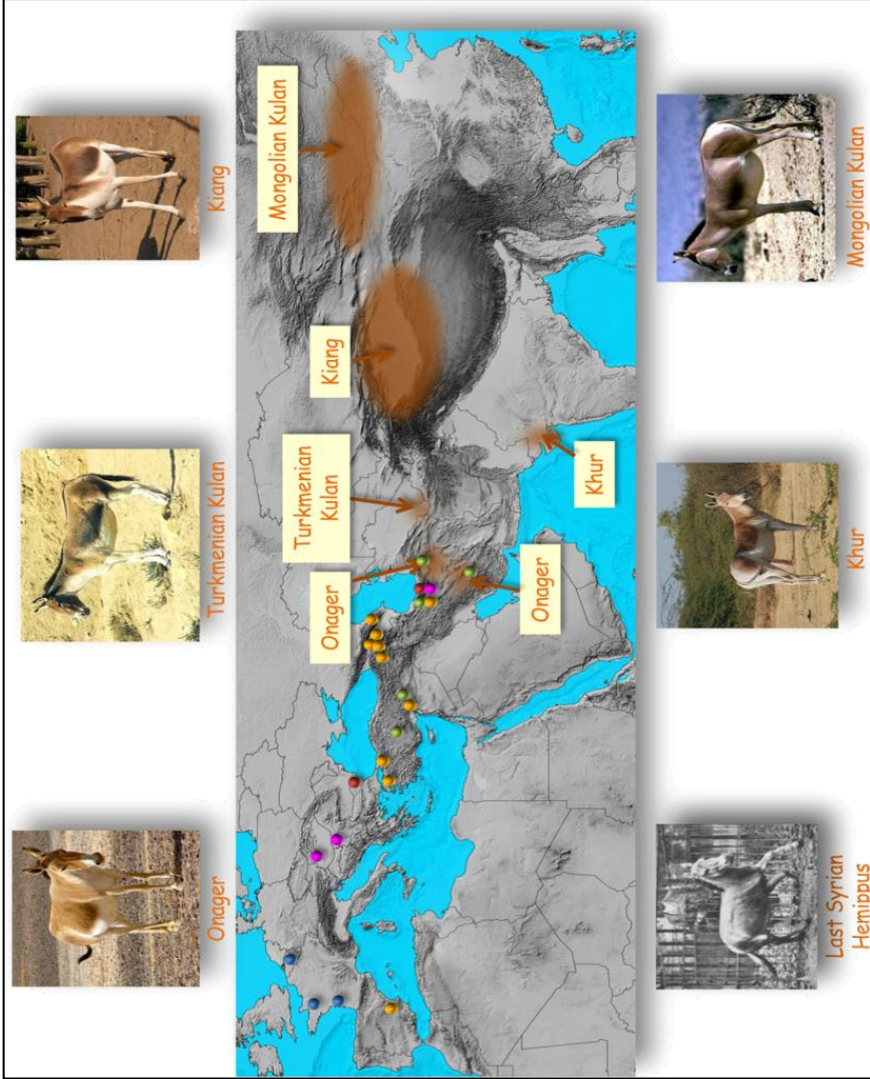 Onager
Turkmenian Kulan
Kiang
Mongolian Kulan
Kiang
Turkmenian
Kulan
Onager
Onager
Khur
Last Syrian
Hemippus
Khur
Mongolian Kulan